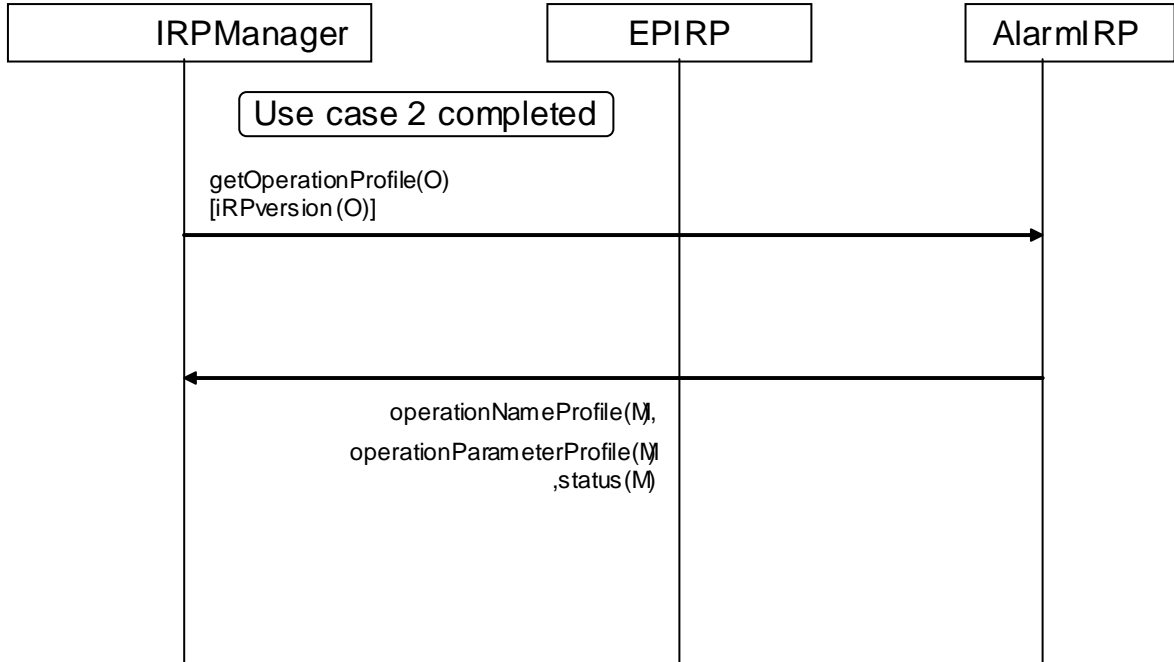 IRPManager
EPIRP
AlarmIRP
Use case 2 completed
getOperationProfile(O)
[iRPversion(O)]
operationNameProfile(M),
operationParameterProfile(M)
,status(M)